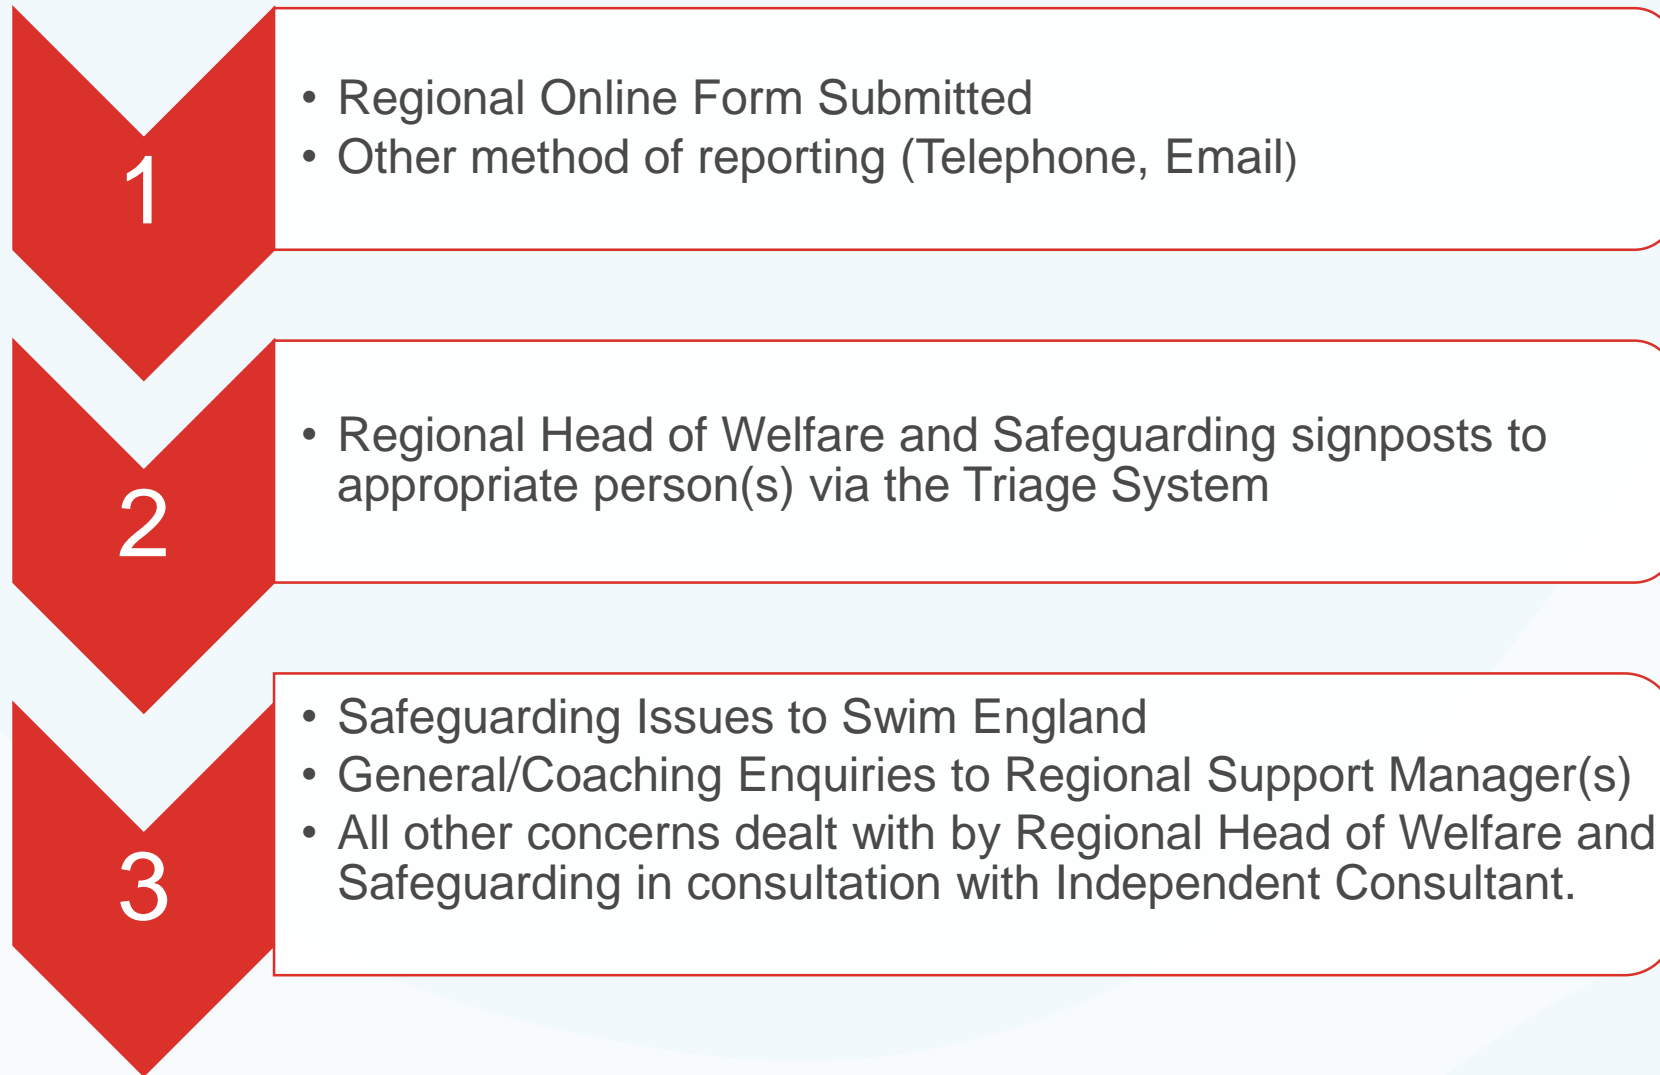 1
• Regional Online Form Submitted
• Other method of reporting (Telephone, Email)
2
• Regional Head of Welfare and Safeguarding signposts to
appropriate person(s) via the Triage System
3
• Safeguarding Issues to Swim England
• General/Coaching Enquiries to Regional Support Manager(s)
• All other concerns dealt with by Regional Head of Welfare and
Safeguarding in consultation with Independent Consultant.